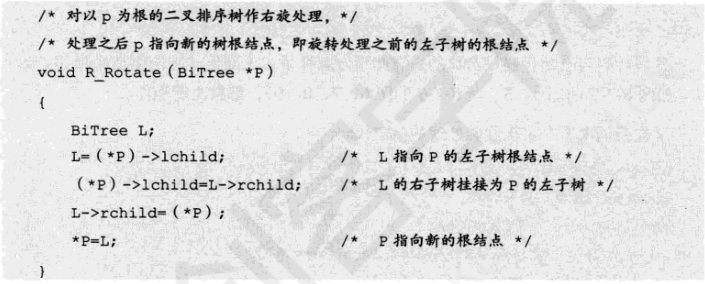 /* 对以 p 为根的二叉排序树作右旋处理，*/
/* 处理之后 p 指向新的树根结点，即旋转处理之前的左子树的根结点 */
void R_Rotate（BiTree *P）
{
BiTree L;
L=（*P）->lchild; /* L 指向 P 的左子树根结点 */
（*P）->lchild=L->rchild; /* L 的右子树挂接为 P 的左子树 */
L->rchild=（*P）;
*P=L; /* P 指向新的根结点 */
}